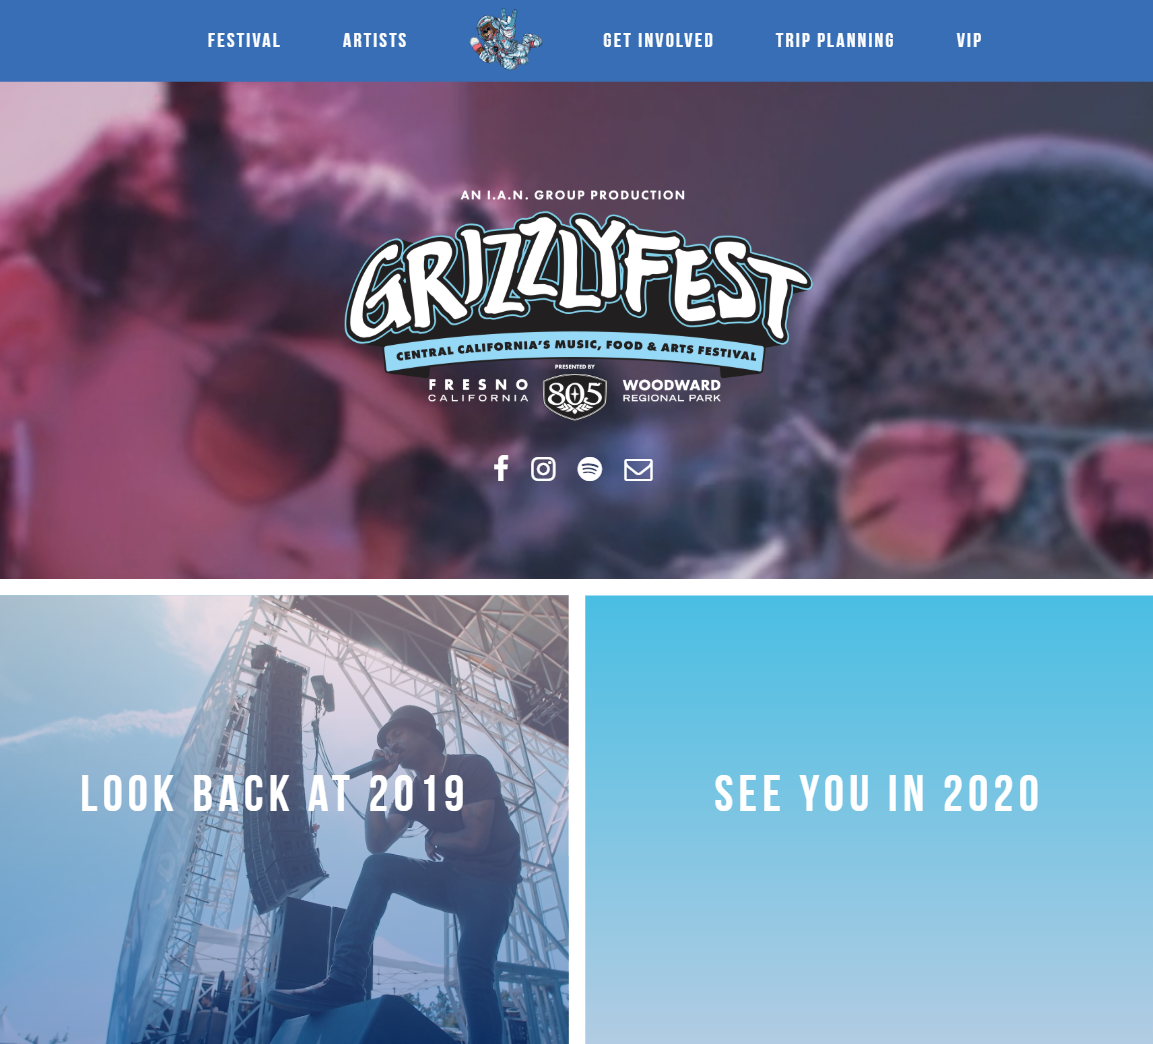 FESTIVAL
ARTISTS
GET INVOLVED
TRIP PLANNING
VIP
AN I.A.N. GROUP PRODUCTION
GRIZZLYFEST
CENTRAL CALIFORNIA'S MUSIC, FOOD & ARTS FESTIVAL
PRESENTED BY
FRESNO
CALIFORNIA
805
WOODWARD
REGIONAL PARK
LOOK BACK AT 2019
SEE YOU IN 2020